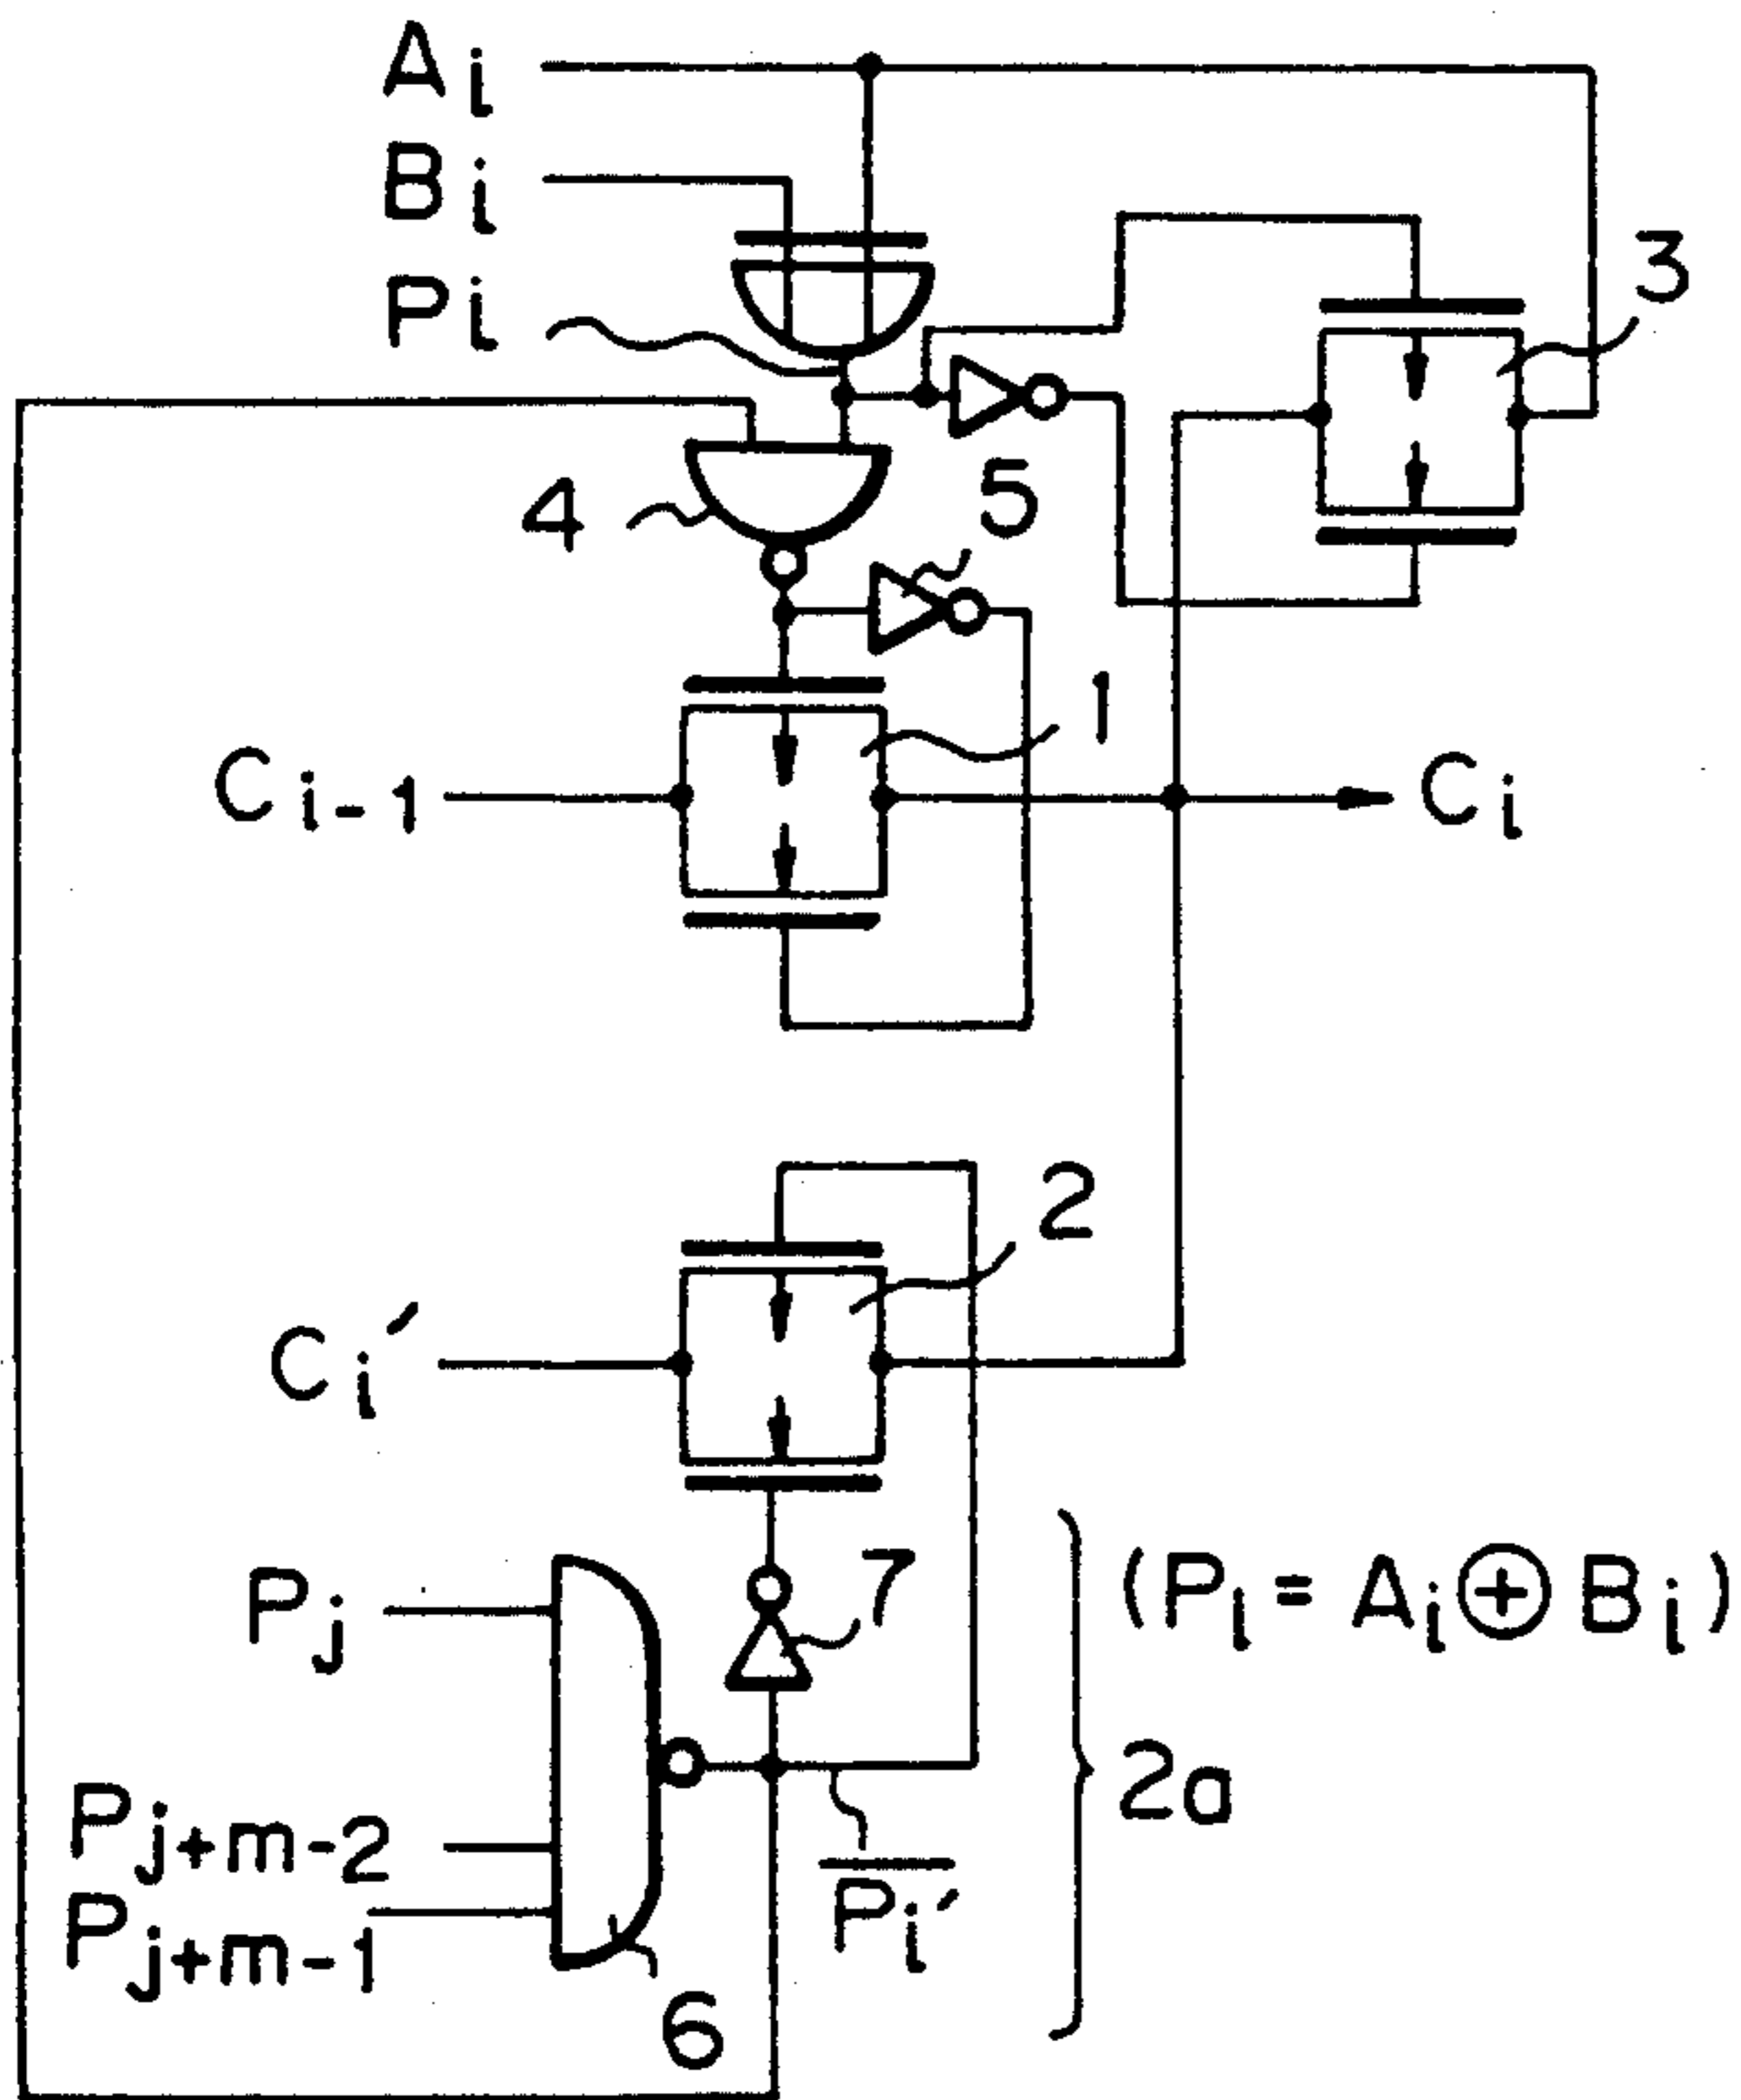 Ai
Bi
Pi
3
4
5
1
Ci-1
Ci
2
Ci′
Pj
7
(Pi = Ai ⊕ Bi)
2a
Pj+m-2
P̅i̅′̅
Pj+m-1
6